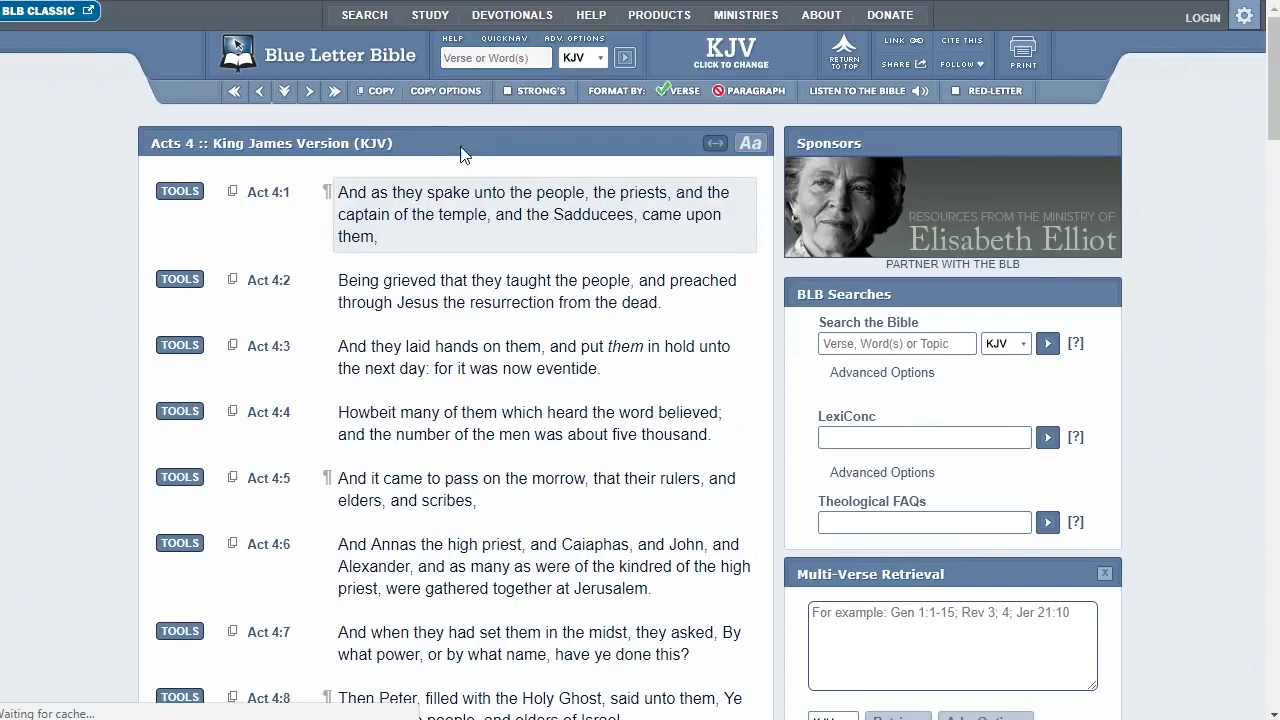 BLB CLASSIC
SEARCH STUDY DEVOTIONALS HELP PRODUCTS MINISTRIES ABOUT DONATE
LOGIN
Blue Letter Bible
HELP QUICKNAV ADV. OPTIONS
Verse or Word(s) KJV
KJV
CLICK TO CHANGE
RETURN
TO TOP
LINK CITE THIS
SHARE FOLLOW
PRINT
COPY COPY OPTIONS STRONG'S FORMAT BY: VERSE PARAGRAPH LISTEN TO THE BIBLE RED-LETTER
Acts 4 :: King James Version (KJV)
Aa
TOOLS Act 4:1 ¶ And as they spake unto the people, the priests, and the
captain of the temple, and the Sadducees, came upon
them,
TOOLS Act 4:2 Being grieved that they taught the people, and preached
through Jesus the resurrection from the dead.
TOOLS Act 4:3 And they laid hands on them, and put them in hold unto
the next day: for it was now eventide.
TOOLS Act 4:4 Howbeit many of them which heard the word believed;
and the number of the men was about five thousand.
TOOLS Act 4:5 ¶ And it came to pass on the morrow, that their rulers, and
elders, and scribes,
TOOLS Act 4:6 And Annas the high priest, and Caiaphas, and John, and
Alexander, and as many as were of the kindred of the high
priest, were gathered together at Jerusalem.
TOOLS Act 4:7 And when they had set them in the midst, they asked, By
what power, or by what name, have ye done this?
TOOLS Act 4:8 ¶ Then Peter, filled with the Holy Ghost, said unto them, Ye
people, and elders of Israel
Waiting for cache...
Sponsors
RESOURCES FROM THE MINISTRY OF
Elisabeth Elliot
PARTNER WITH THE BLB
BLB Searches
Search the Bible
Verse, Word(s) or Topic KJV [?]
Advanced Options
LexiConc
[?]
Advanced Options
Theological FAQs
[?]
Multi-Verse Retrieval X
For example: Gen 1:1-15; Rev 3; 4; Jer 21:10
KJV Retrieve Adv. Options